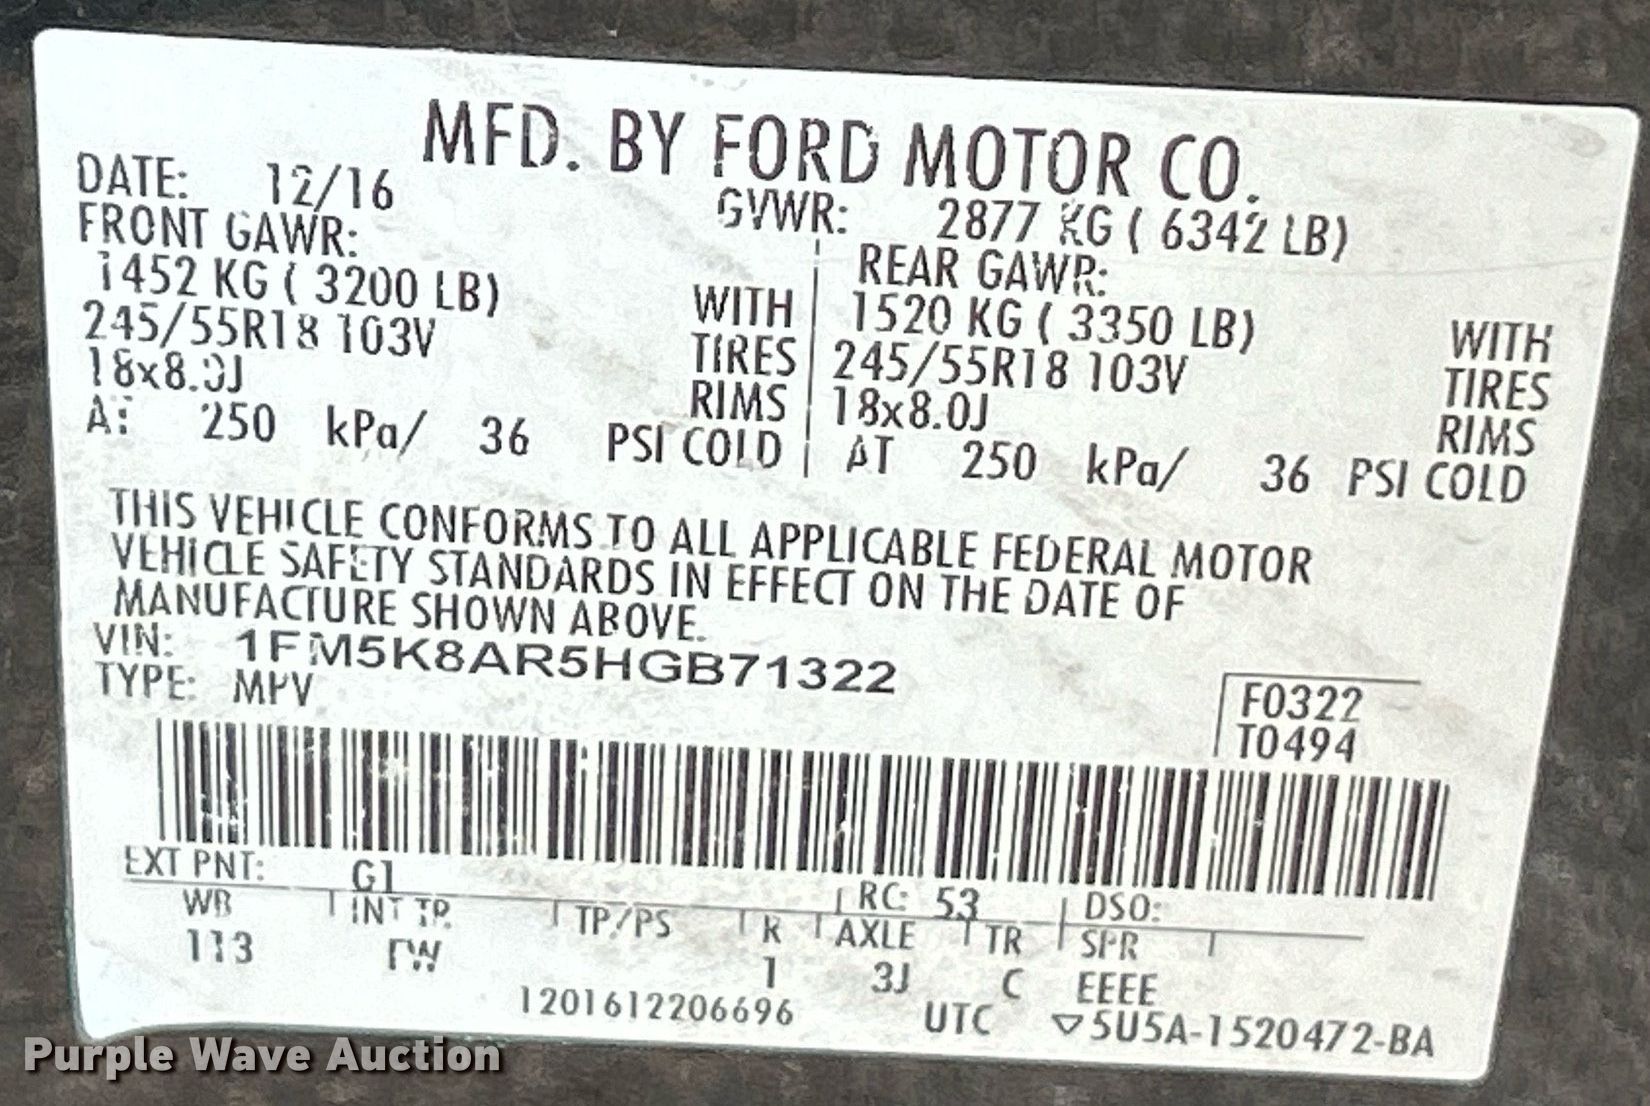 MFD. BY FORD MOTOR CO.
DATE: 12/16 GVWR: 2877 KG ( 6342 LB)
FRONT GAWR: REAR GAWR:
1452 KG ( 3200 LB) WITH 1520 KG ( 3350 LB) WITH
245/55R18 103V TIRES 245/55R18 103V TIRES
18x8.0J RIMS 18x8.0J RIMS
AT 250 kPa/ 36 PSI COLD AT 250 kPa/ 36 PSI COLD
THIS VEHICLE CONFORMS TO ALL APPLICABLE FEDERAL MOTOR
VEHICLE SAFETY STANDARDS IN EFFECT ON THE DATE OF
MANUFACTURE SHOWN ABOVE.
VIN: 1FM5K8AR5HGB71322
TYPE: MPV
F0322
T0494
EXT PNT: G1 RC: 53 DSO:
WB INT TR TP/PS R AXLE TR SPR
113 1 3J C EEEE
1201612206696 UTC ▽5U5A-1520472-BA
Purple Wave Auction